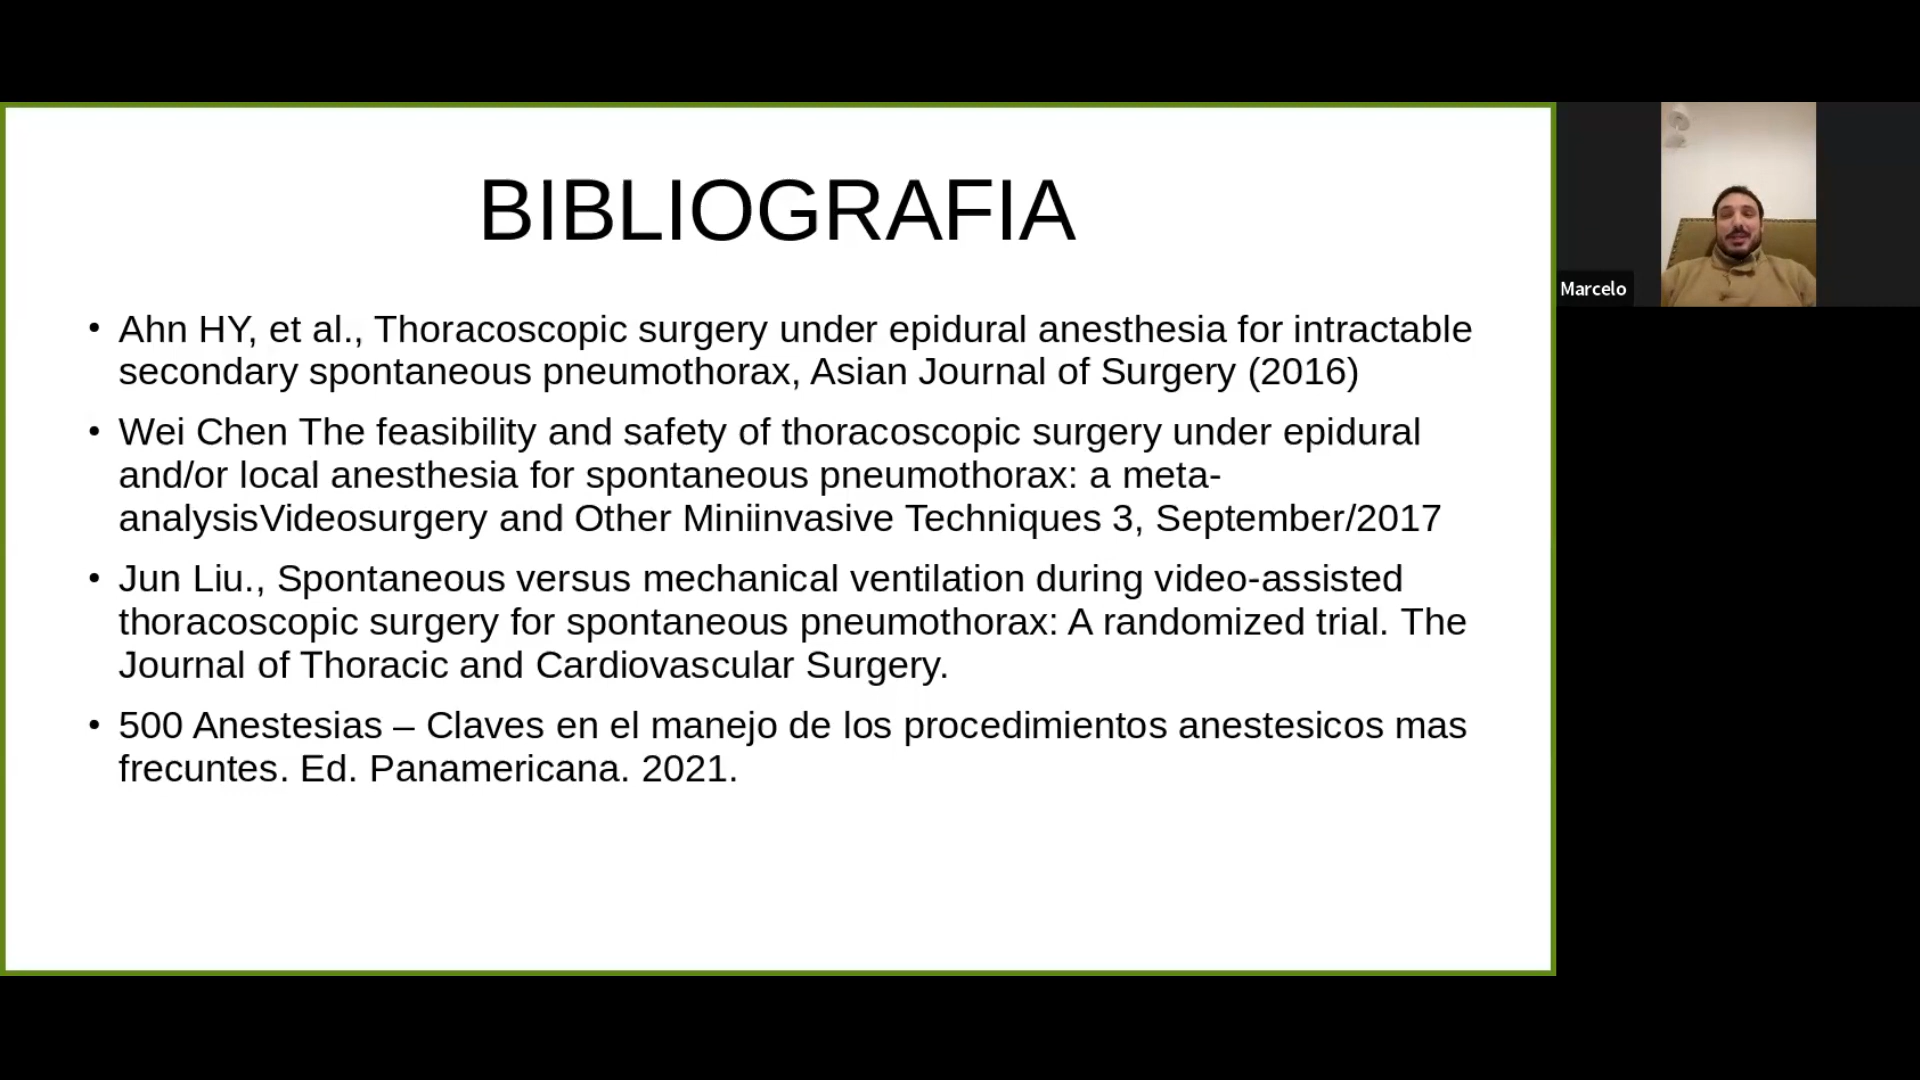 BIBLIOGRAFIA
• Ahn HY, et al., Thoracoscopic surgery under epidural anesthesia for intractable
secondary spontaneous pneumothorax, Asian Journal of Surgery (2016)
• Wei Chen The feasibility and safety of thoracoscopic surgery under epidural
and/or local anesthesia for spontaneous pneumothorax: a meta-
analysisVideosurgery and Other Miniinvasive Techniques 3, September/2017
• Jun Liu., Spontaneous versus mechanical ventilation during video-assisted
thoracoscopic surgery for spontaneous pneumothorax: A randomized trial. The
Journal of Thoracic and Cardiovascular Surgery.
• 500 Anestesias – Claves en el manejo de los procedimientos anestesicos mas
frecuntes. Ed. Panamericana. 2021.
Marcelo